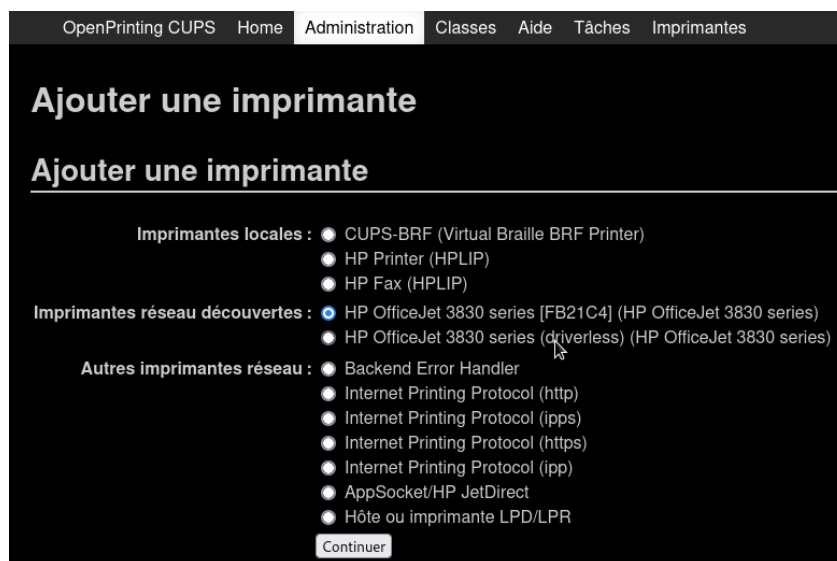 OpenPrinting CUPS Home Administration Classes Aide Tâches Imprimantes
Ajouter une imprimante
Ajouter une imprimante
Imprimantes locales : CUPS-BRF (Virtual Braille BRF Printer)
HP Printer (HPLIP)
HP Fax (HPLIP)
Imprimantes réseau découvertes : HP OfficeJet 3830 series [FB21C4] (HP OfficeJet 3830 series)
HP OfficeJet 3830 series (driverless) (HP OfficeJet 3830 series)
Autres imprimantes réseau : Backend Error Handler
Internet Printing Protocol (http)
Internet Printing Protocol (ipps)
Internet Printing Protocol (https)
Internet Printing Protocol (ipp)
AppSocket/HP JetDirect
Hôte ou imprimante LPD/LPR
Continuer